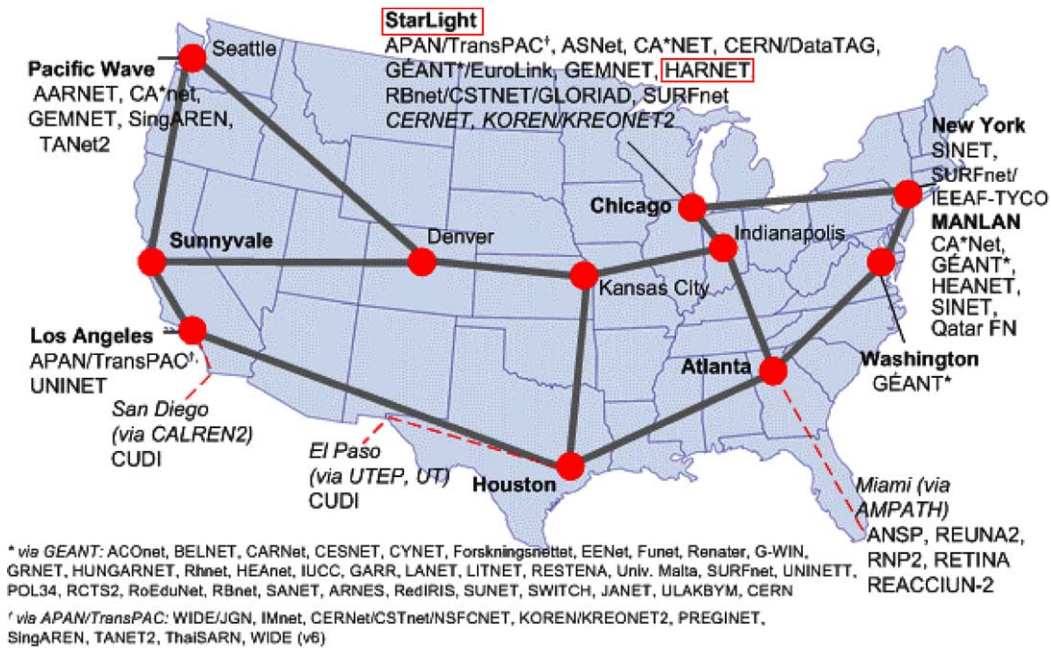 StarLight
APAN/TransPAC†, ASNet, CA*NET, CERN/DataTAG,
GÉANT*/EuroLink, GEMNET, HARNET
RBnet/CSTNET/GLORIAD, SURFnet
CERNET, KOREN/KREONET2
Seattle
Pacific Wave
AARNET, CA*net,
GEMNET, SingAREN,
TANet2
New York
SINET,
SURFnet/
IEEAF-TYCO
MANLAN
CA*Net,
GÉANT*,
HEANET,
SINET,
Qatar FN
Chicago
Indianapolis
Sunnyvale
Denver
Kansas City
Los Angeles
APAN/TransPAC†,
UNINET
Atlanta
Washington
GÉANT*
San Diego
(via CALREN2)
CUDI
El Paso
(via UTEP, UT)
CUDI
Houston
Miami (via
AMPATH)
ANSP, REUNA2,
RNP2, RETINA
REACCIUN-2
* via GEANT: ACOnet, BELNET, CARNet, CESNET, CYNET, Forskningsnettet, EENet, Funet, Renater, G-WIN,
GRNET, HUNGARNET, Rhnet, HEAnet, IUCC, GARR, LANET, LITNET, RESTENA, Univ. Malta, SURFnet, UNINETT,
POL34, RCTS2, RoEduNet, RBnet, SANET, ARNES, RedIRIS, SUNET, SWITCH, JANET, ULAKBYM, CERN
† via APAN/TransPAC: WIDE/JGN, IMnet, CERNet/CSTnet/NSFCNET, KOREN/KREONET2, PREGINET,
SingAREN, TANET2, ThaiSARN, WIDE (v6)